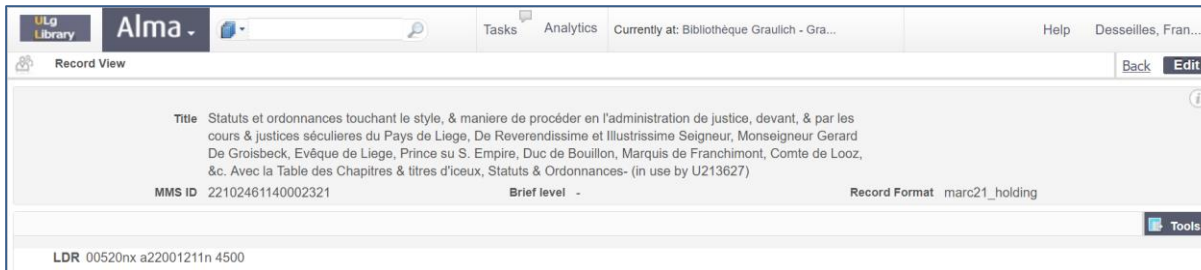 ULg Library Alma Tasks Analytics Currently at: Bibliothèque Graulich - Gra... Help Desseilles, Fran...
Record View Back Edit
Title Statuts et ordonnances touchant le style, & maniere de procéder en l'administration de justice, devant, & par les
cours & justices séculieres du Pays de Liege, De Reverendissime et Illustrissime Seigneur, Monseigneur Gerard
De Groisbeck, Evêque de Liege, Prince su S. Empire, Duc de Bouillon, Marquis de Franchimont, Comte de Looz,
&c. Avec la Table des Chapitres & titres d'iceux, Statuts & Ordonnances- (in use by U213627)
MMS ID 22102461140002321 Brief level - Record Format marc21_holding
Tools
LDR 00520nx a22001211n 4500